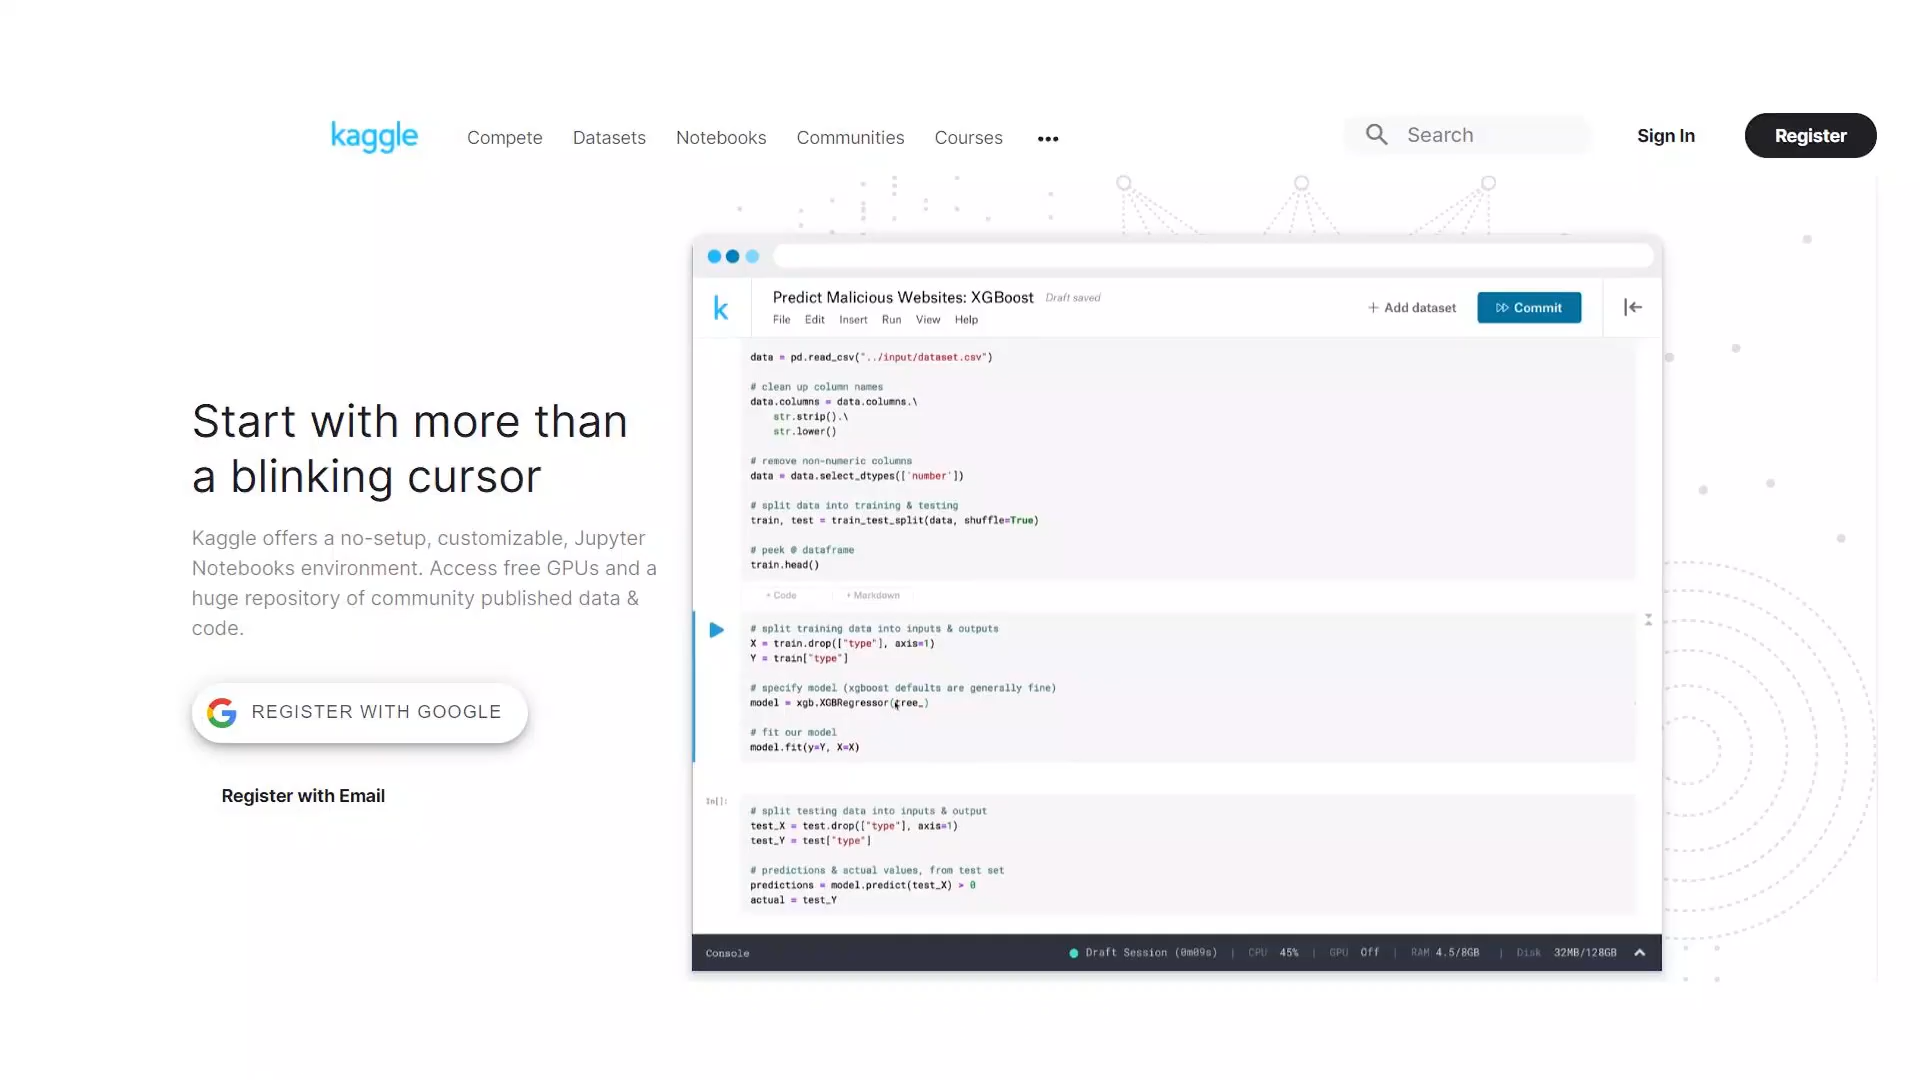 kaggle
Compete Datasets Notebooks Communities Courses •••
Search
Sign In
Register
Start with more than
a blinking cursor
Kaggle offers a no-setup, customizable, Jupyter
Notebooks environment. Access free GPUs and a
huge repository of community published data &
code.
REGISTER WITH GOOGLE
Register with Email
k
Predict Malicious Websites: XGBoost Draft saved
File Edit Insert Run View Help
+ Add dataset
Commit
data = pd.read_csv("../input/dataset.csv")
# clean up column names
data.columns = data.columns.\
str.strip().\
str.lower()
# remove non-numeric columns
data = data.select_dtypes(['number'])
# split data into training & testing
train, test = train_test_split(data, shuffle=True)
# peek @ dataframe
train.head()
+ Code + Markdown
# split training data into inputs & outputs
X = train.drop(["type"], axis=1)
Y = train["type"]
# specify model (xgboost defaults are generally fine)
model = xgb.XGBRegressor(tree_)
# fit our model
model.fit(y=Y, X=X)
In[]:
# split testing data into inputs & output
test_X = test.drop(["type"], axis=1)
test_Y = test["type"]
# predictions & actual values, from test set
predictions = model.predict(test_X) > 0
actual = test_Y
Console
Draft Session (0m09s) | CPU 45% | GPU Off | RAM 4.5/8GB | Disk 32MB/128GB